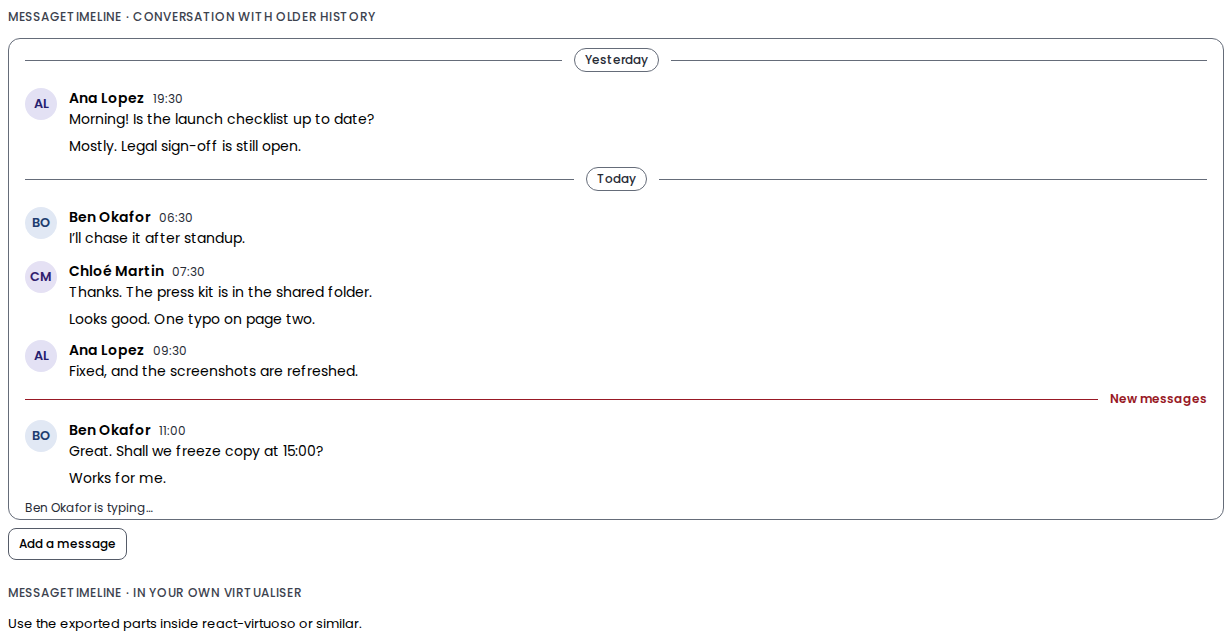 MESSAGETIMELINE · CONVERSATION WITH OLDER HISTORY
Yesterday
AL
Ana Lopez 19:30
Morning! Is the launch checklist up to date?
Mostly. Legal sign-off is still open.
Today
BO
Ben Okafor 06:30
I’ll chase it after standup.
CM
Chloé Martin 07:30
Thanks. The press kit is in the shared folder.
Looks good. One typo on page two.
AL
Ana Lopez 09:30
Fixed, and the screenshots are refreshed.
New messages
BO
Ben Okafor 11:00
Great. Shall we freeze copy at 15:00?
Works for me.
Ben Okafor is typing…
Add a message
MESSAGETIMELINE · IN YOUR OWN VIRTUALISER
Use the exported parts inside react-virtuoso or similar.